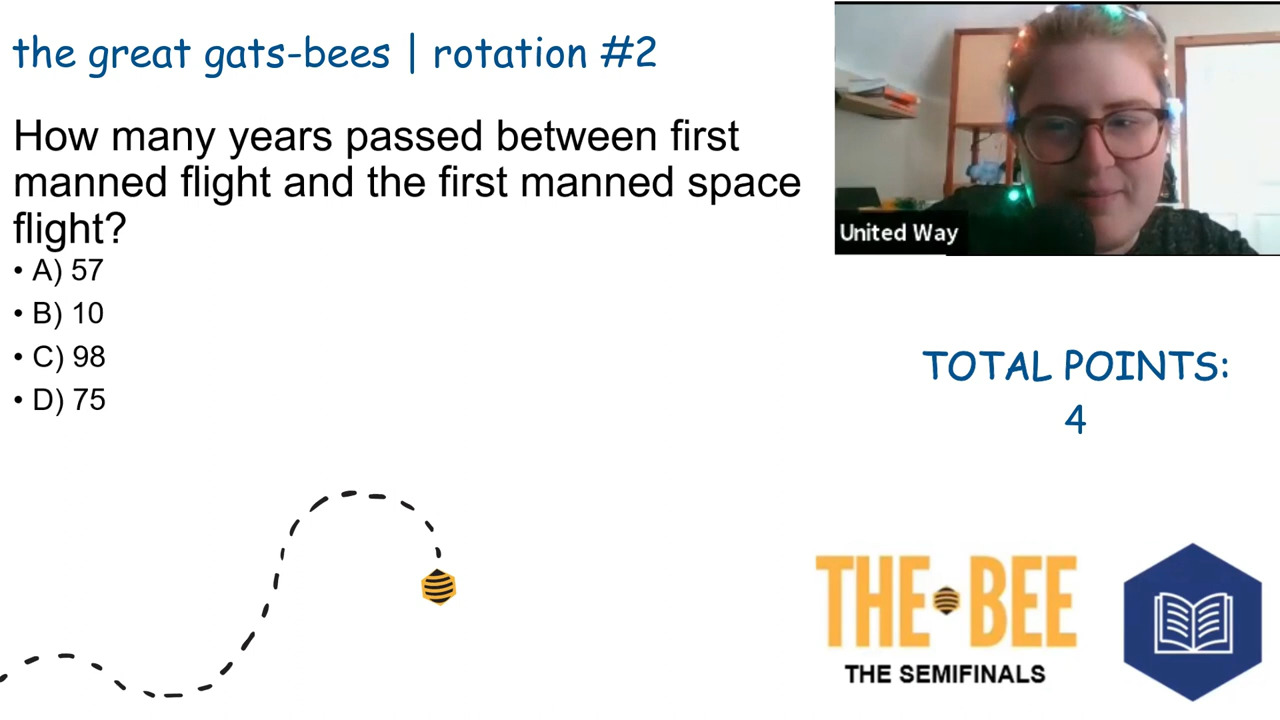 the great gats-bees | rotation #2
How many years passed between first
manned flight and the first manned space
flight?
• A) 57
• B) 10
• C) 98
• D) 75
United Way
TOTAL POINTS:
4
THE BEE
THE SEMIFINALS